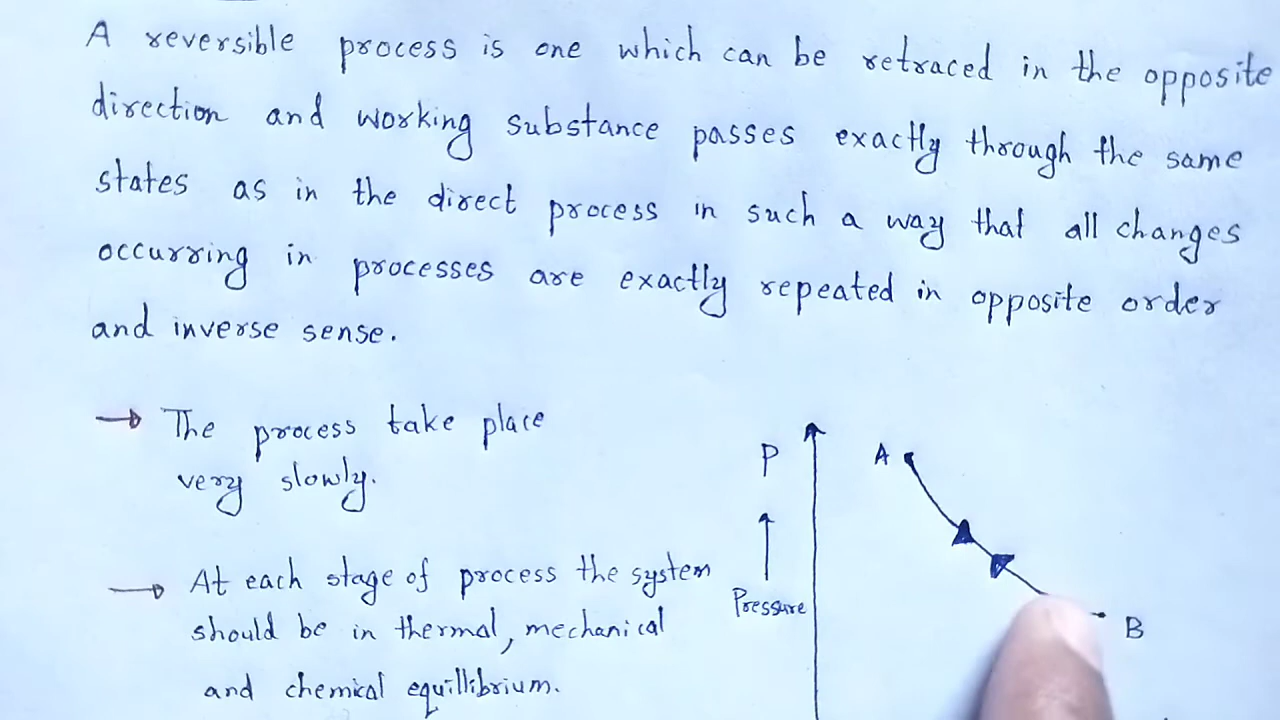 A reversible process is one which can be retraced in the opposite
direction and working substance passes exactly through the same
states as in the direct process in such a way that all changes
occurring in processes are exactly repeated in opposite order
and inverse sense.
→ The process take place
very slowly.
→ At each stage of process the system
should be in thermal, mechanical
and chemical equillibrium.
P
Pressure
A
B